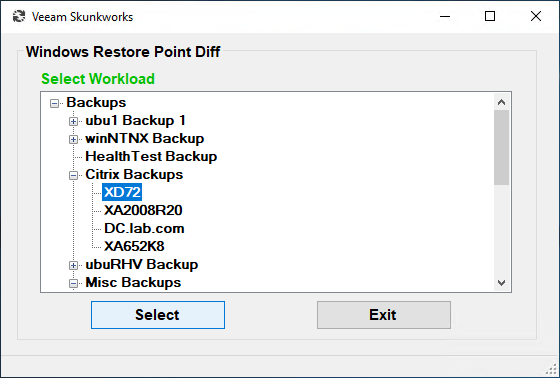 Veeam Skunkworks
Windows Restore Point Diff
Select Workload
Backups
ubu1 Backup 1
winNTNX Backup
HealthTest Backup
Citrix Backups
XD72
XA2008R20
DC.lab.com
XA652K8
ubuRHV Backup
Misc Backups
Select Exit